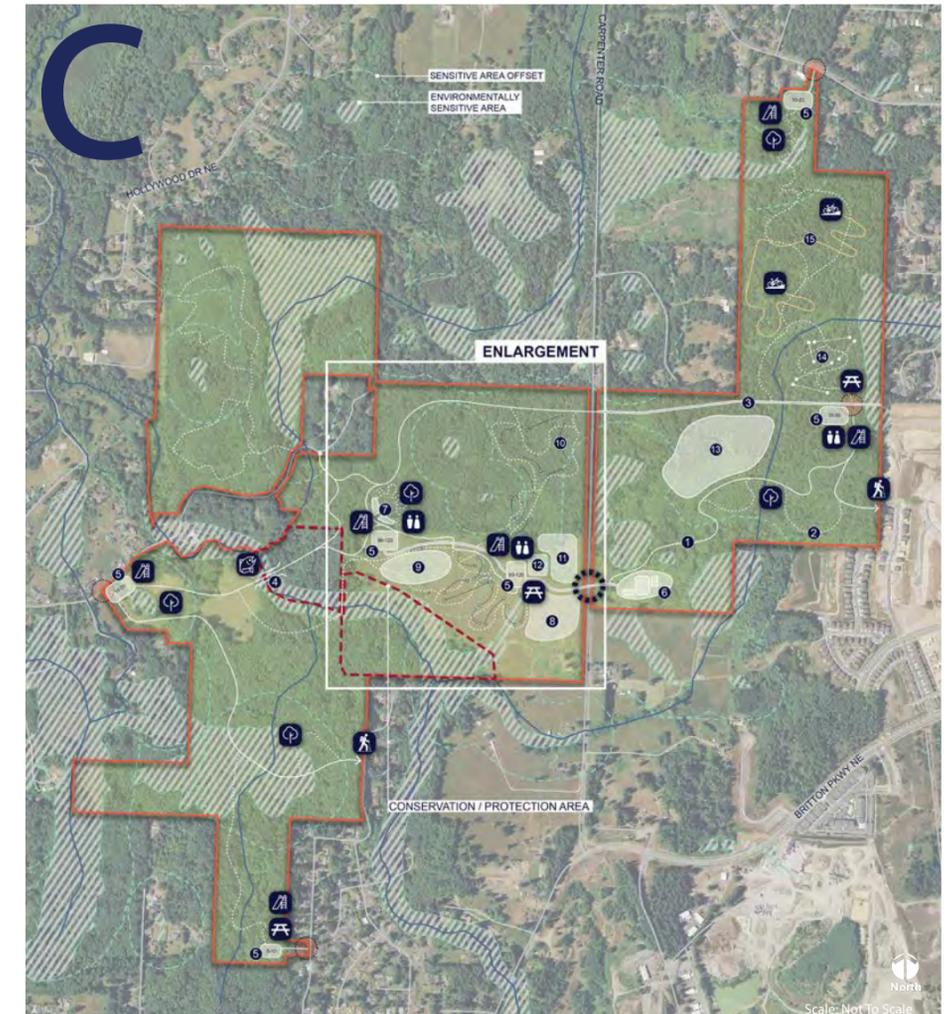 C
CARPENTER ROAD
SENSITIVE AREA OFFSET
ENVIRONMENTALLY
SENSITIVE AREA
5
HOLLYWOOD DR NE
15
ENLARGEMENT
14
3
5
10
13
7
5
1
2
9
12
11
5
4
5
6
8
CONSERVATION / PROTECTION AREA
BRITTON PKWY NE
5
North
Scale: Not To Scale